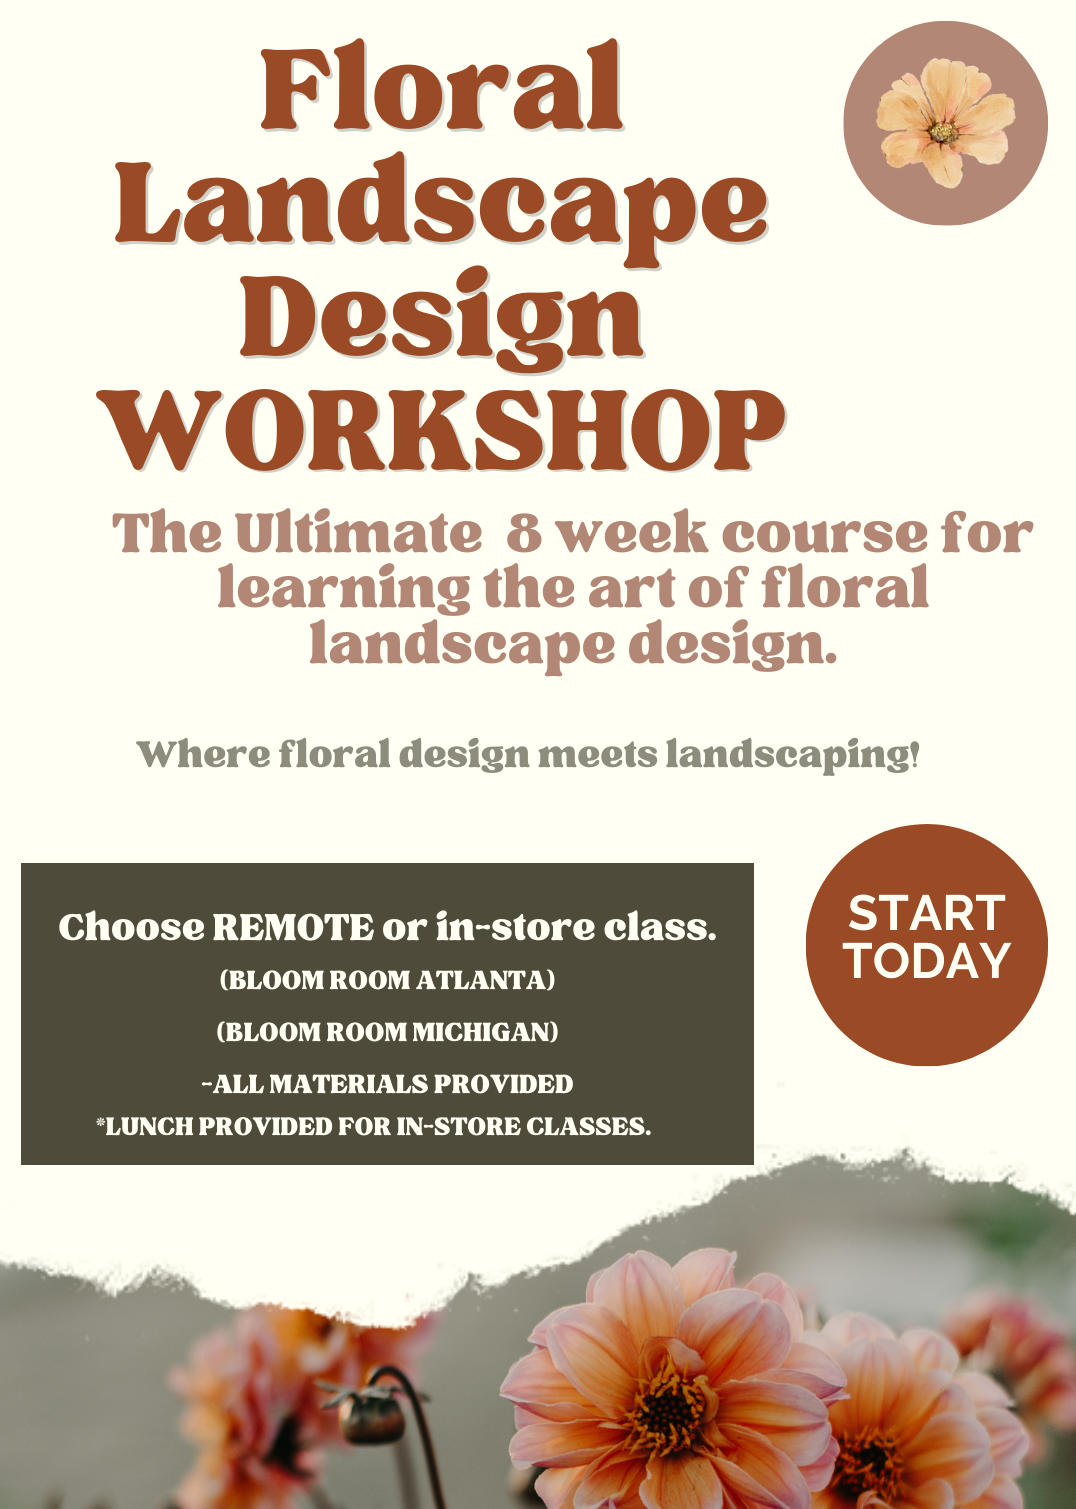 Floral
Landscape
Design
WORKSHOP
The Ultimate 8 week course for
learning the art of floral
landscape design.
Where floral design meets landscaping!
Choose REMOTE or in-store class.
(BLOOM ROOM ATLANTA)
(BLOOM ROOM MICHIGAN)
-ALL MATERIALS PROVIDED
*LUNCH PROVIDED FOR IN-STORE CLASSES.
START
TODAY